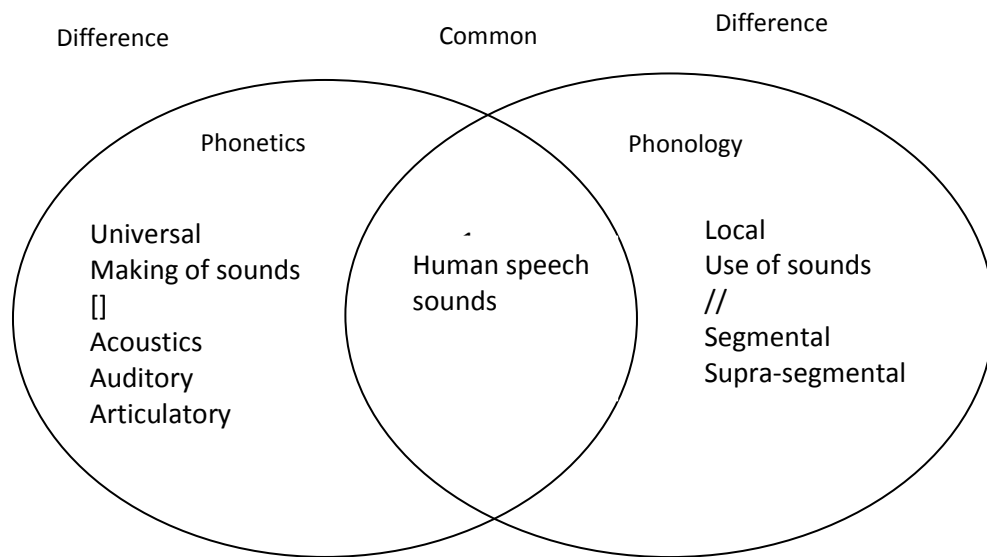 Difference
Common
Difference
Phonetics
Phonology
Universal
Making of sounds
[]
Acoustics
Auditory
Articulatory
Human speech
sounds
Local
Use of sounds
//
Segmental
Supra-segmental